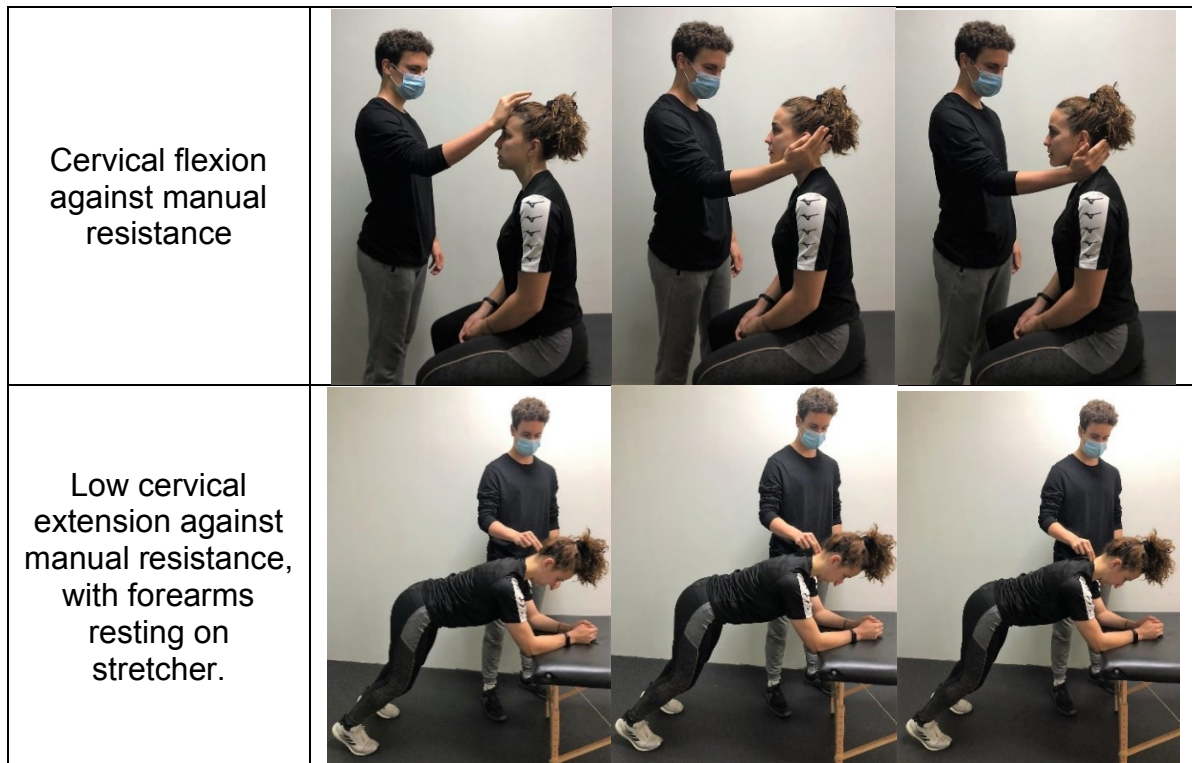 Cervical flexion
against manual
resistance
Low cervical
extension against
manual resistance,
with forearms
resting on
stretcher.